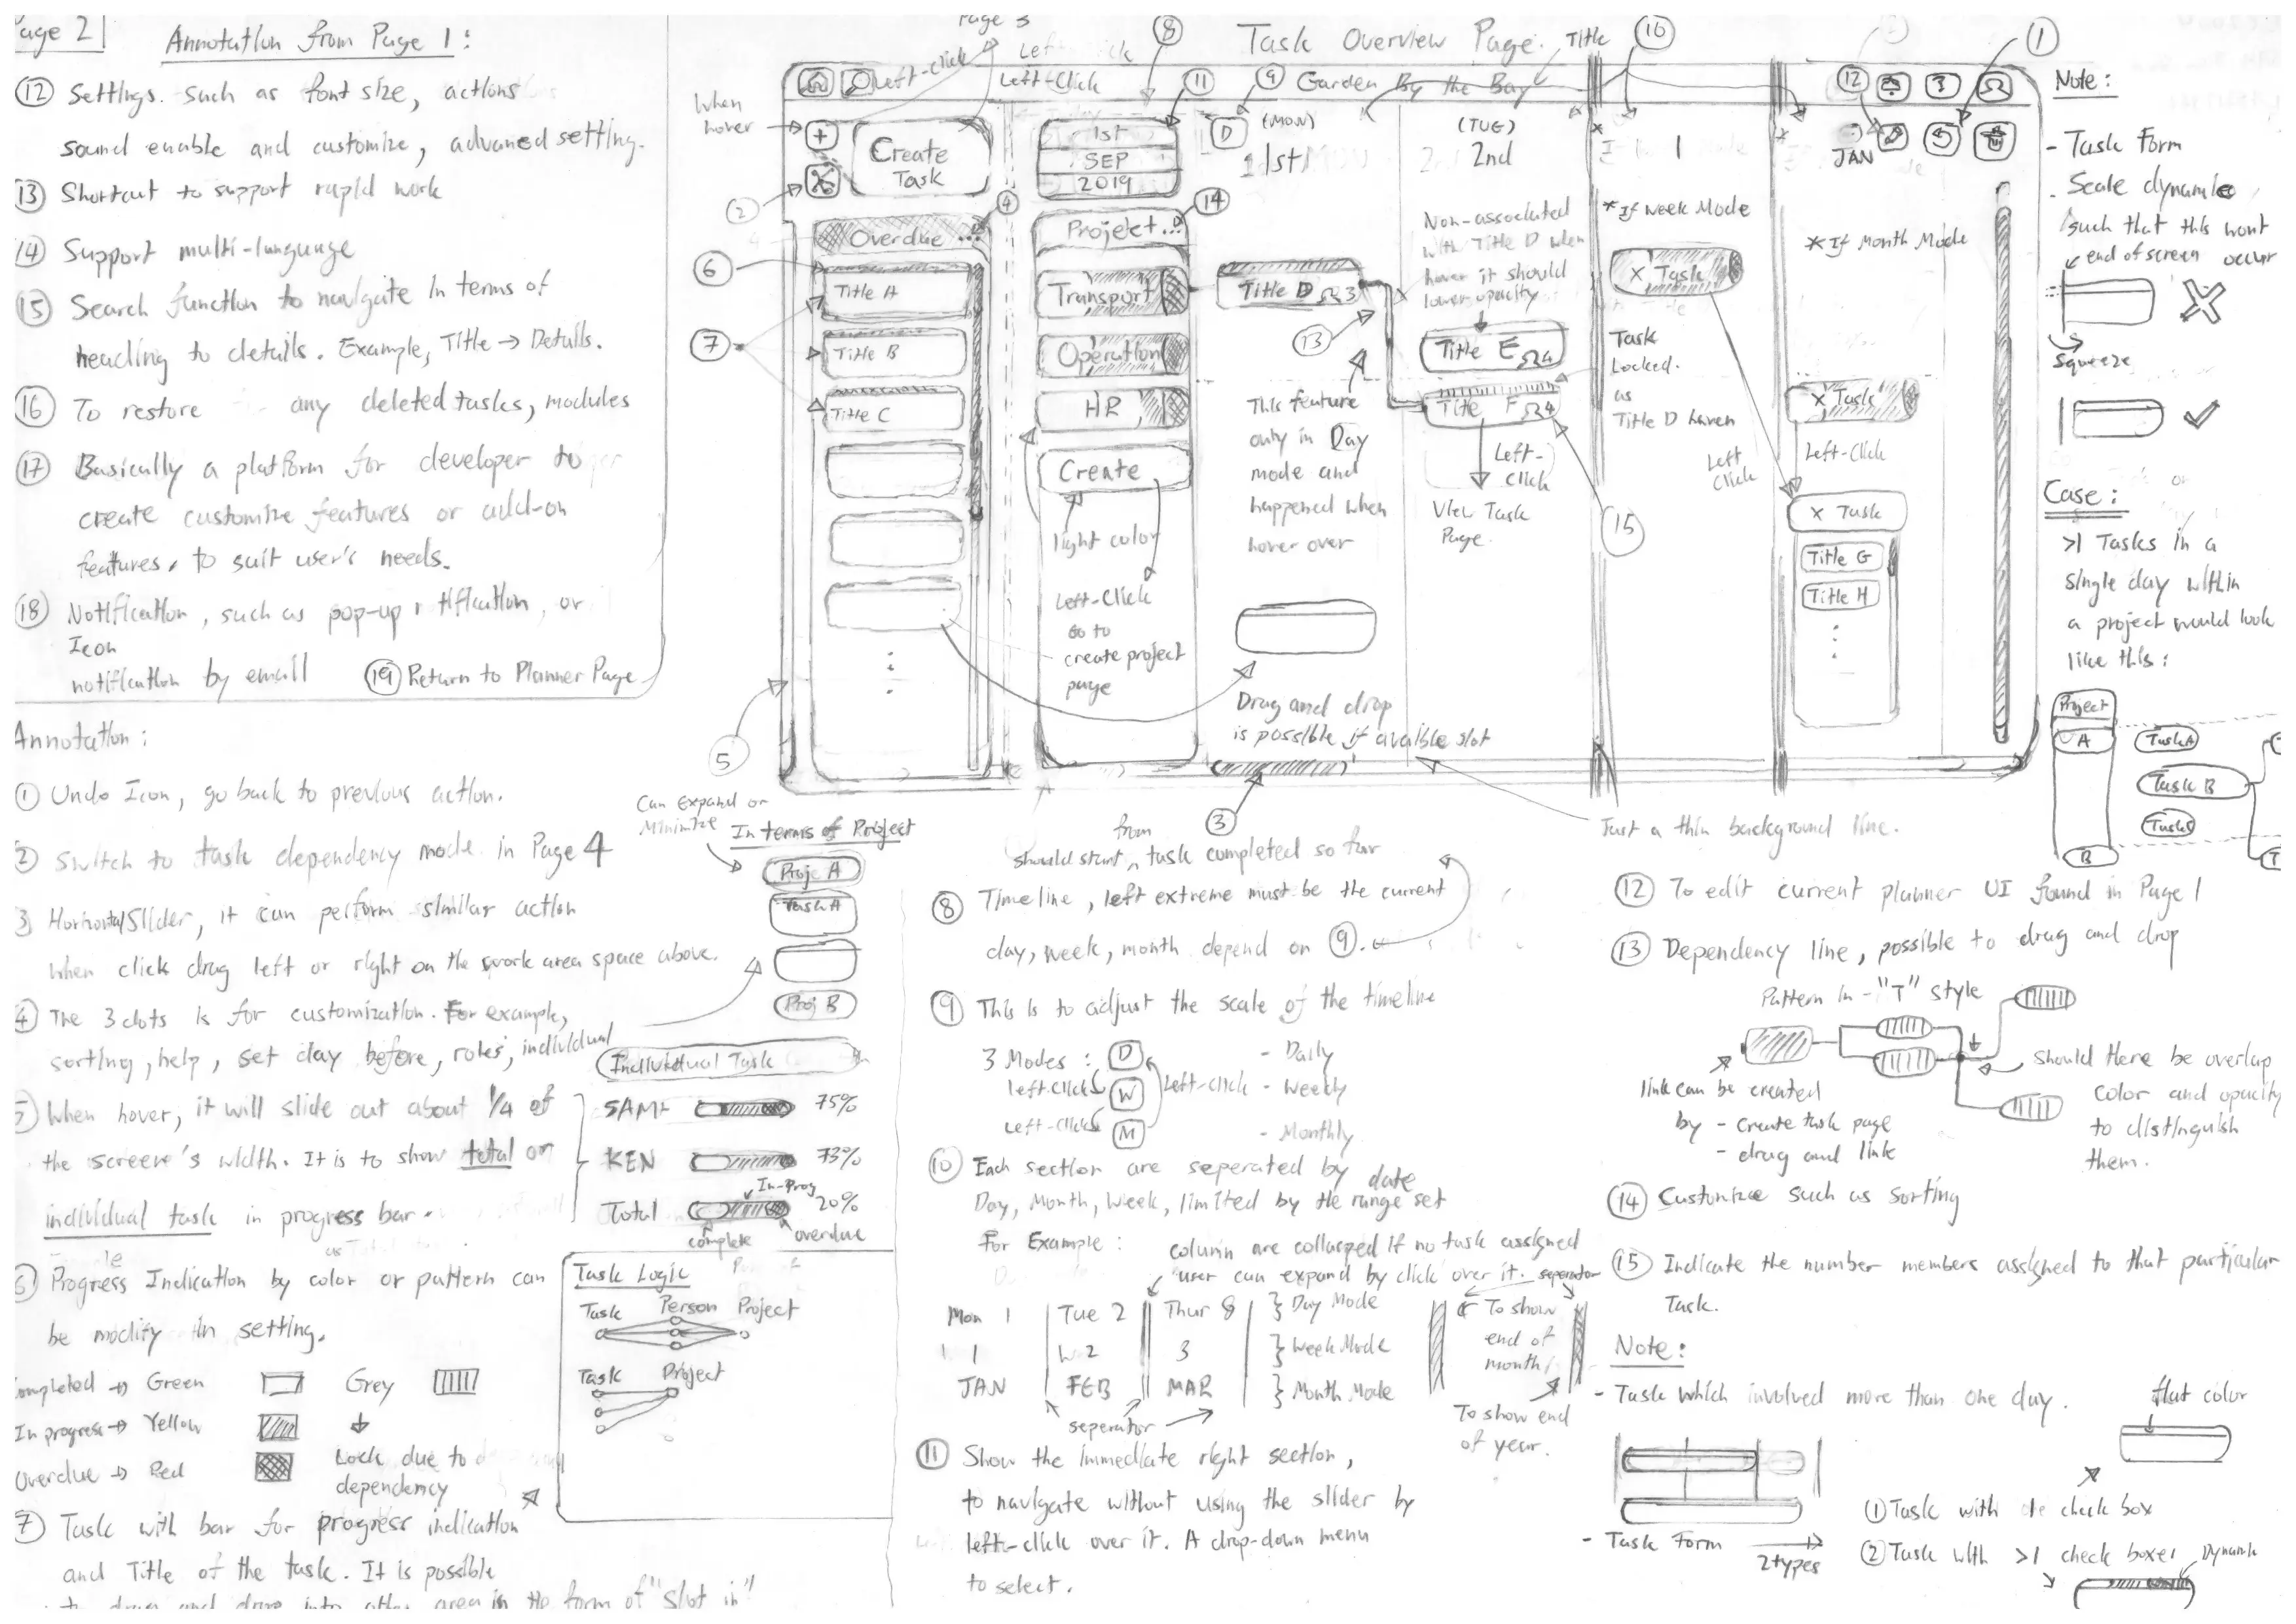 Page 2
Annotation from Page 1:
(12) Settings. Such as font size, actions
sound enable and customize, advanced setting.
(13) Shortcut to support rapid work
(14) Support multi-language
(15) Search function to navigate in terms of
heading to details. Example, Title → Details.
(16) To restore any deleted tasks, modules
(17) Basically a platform for developer to
create customize features or add-on
features, to suit user's needs.
(18) Notification, such as pop-up, or
Icon
notification by email
(19) Return to Planner Page
Annotation:
(1) Undo Icon, go back to previous action.
(2) Switch to task dependency mode in Page 4
3 Horizontal Slider, it can perform similar action
when click drag left or right on the work area space above.
(4) The 3 dots is for customization. For example,
sorting, help, set day before, roles, individual
5) When hover, it will slide out about 1/4 of
the screen's width. It is to show total or
individual task in progress bar.
6) Progress Indication by color or pattern can
be modify in setting.
Completed → Green
Grey
In progress → Yellow
Overdue → Red
Lock due to
dependency
7) Task with bar for progress indication
and Title of the task. It is possible
to drag and drop into other area in the form of "slot in"
Can Expand or
Minimize
In terms of Project
Proj A
Task A
Proj B
Individual Task
SAM 75%
KEN 73%
In-Prog
Total 20%
complete
overdue
Task Logic
Task Person Project
Task Project
Page 3
Task Overview Page.
Title
Left-Click
Left-Click
Left-Click
Garden By the Bay
When
hover
+
Create
Task
1st
SEP
2019
D
(MON)
1st
(TUE)
2nd
1
JAN
Overdue ...
Title A
Title B
Title C
Project...
Transport
Operation
HR
Create
light color
Left-Click
Go to
create project
page
Title D 3
Non-associated
with Title D when
hover it should
lower opacity
Title E 4
Title F 4
Left-
Click
View Task
Page.
This feature
only in Day
mode and
happened when
hover over
Drag and drop
is possible if avaible slot
* If Week Mode
X Task
Task
Locked.
as
Title D haven
Left
Click
* If Month Mode
X Task
Left-Click
X Task
Title G
Title H
Just a thin background line.
Note:
- Task Form
- Scale dynamic
such that this wont
occur
end of screen
Squeeze
Case:
>1 Tasks in a
single day within
a project would look
like this:
Project
A
Task A
Task B
B
from
should start ^ task completed so far
(8) Timeline, left extreme must be the current
day, week, month depend on (9).
(9) This is to adjust the scale of the timeline
3 Modes: D - Daily
Left-Click W Left-Click - Weekly
Left-Click M - Monthly
(10) Each section are seperated by date
Day, Month, Week, limited by the range set
For Example:
column are collasped if no task assigned
user can expand by click over it.
seperator
Mon 1 Tue 2 Thur 8 } Day Mode
1 2 3 } Week Mode
JAN FEB MAR } Month Mode
seperator
To show
end of
month
To show end
of year.
(11) Show the immediate right section,
to navigate without using the slider by
left-click over it. A drop-down menu
to select.
(12) To edit current planner UI found in Page 1
(13) Dependency line, possible to drag and drop
Pattern in - "T" style
link can be created
by - create task page
- drag and link
Should there be overlap
color and opacity
to distinguish
them.
(14) Customize such as sorting
(15) Indicate the number members assigned to that particular
Task.
Note:
- Task which involved more than one day.
flat color
- Task Form
2 types
(1) Task with check box
(2) Task with >1 check boxes
Dynamic